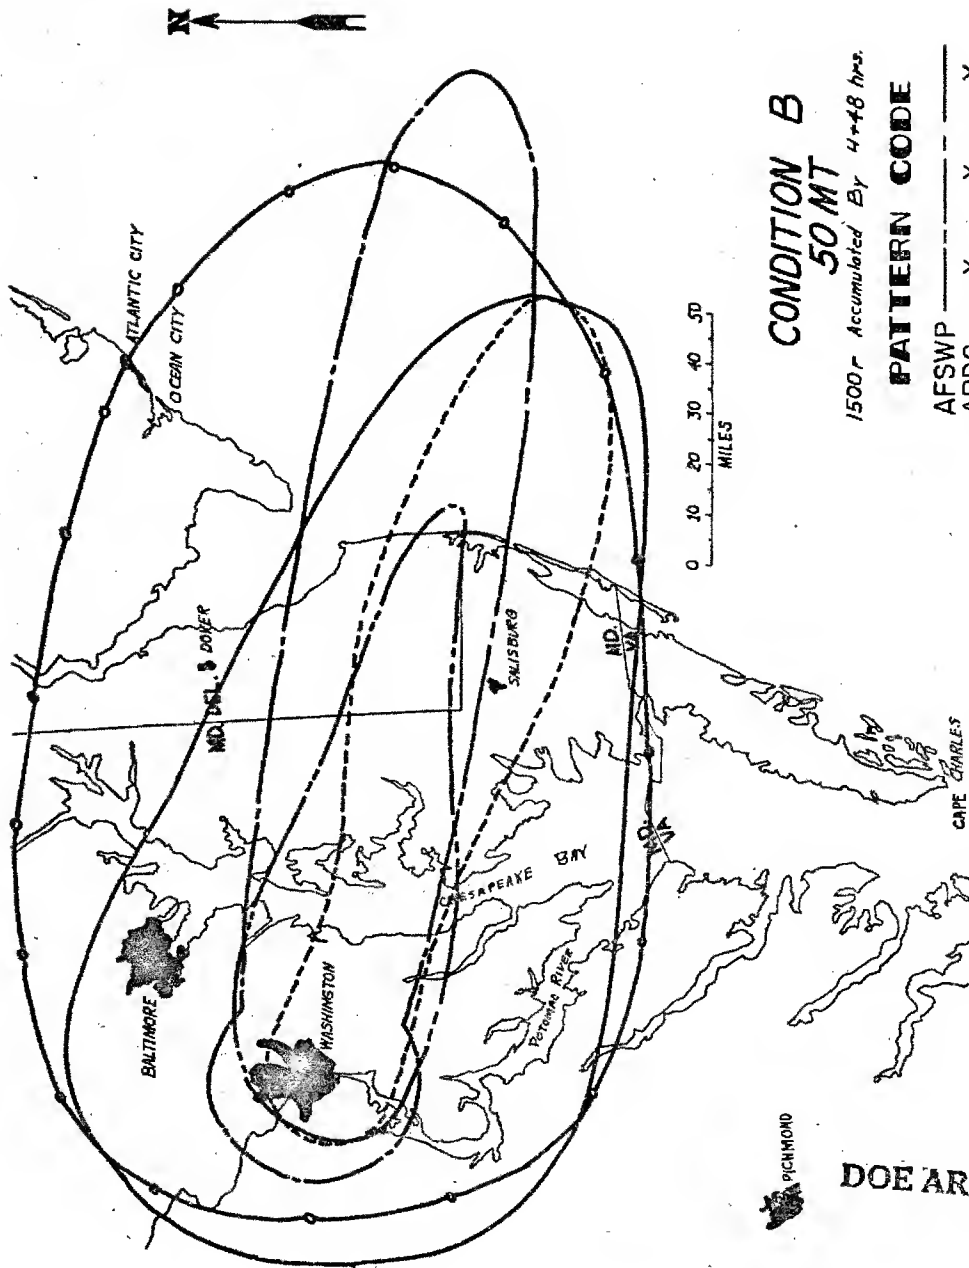 N
ATLANTIC CITY
OCEAN CITY
MD. DEL.
DOVER
BALTIMORE
WASHINGTON
SALISBURG
CHESAPEAKE BAY
POTOMAC RIVER
MD.
VA
MD.
VA
CAPE CHARLES
RICHMOND
0 10 20 30 40 50
MILES
CONDITION B
50 MT
1500r Accumulated By H+48 hrs.
PATTERN CODE
AFSWP
DOE AR